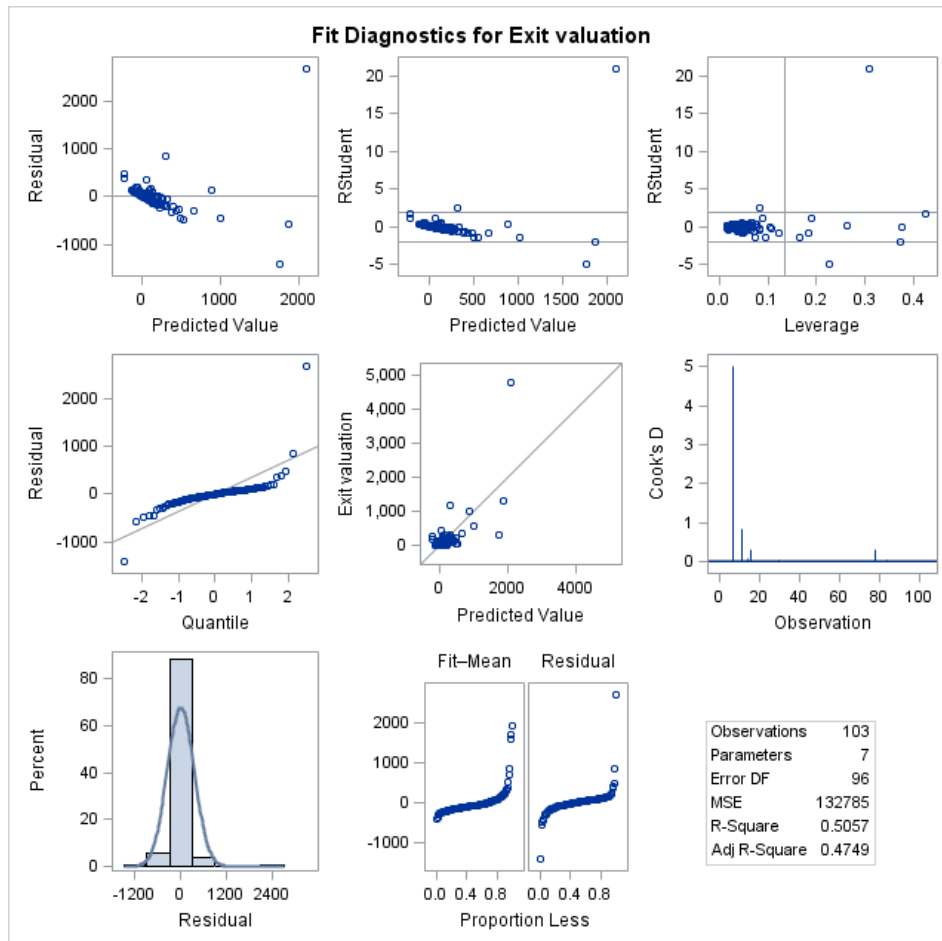 Fit Diagnostics for Exit valuation
Residual
2000
1000
0
-1000
0 1000 2000
Predicted Value
RStudent
20
15
10
5
0
-5
0 500 1000 1500 2000
Predicted Value
RStudent
20
15
10
5
0
-5
0.0 0.1 0.2 0.3 0.4
Leverage
Residual
2000
1000
0
-1000
-2 -1 0 1 2
Quantile
Exit valuation
5,000
4,000
3,000
2,000
1,000
0
0 2000 4000
Predicted Value
Cook's D
5
4
3
2
1
0
0 20 40 60 80 100
Observation
Percent
80
60
40
20
0
-1200 0 1200 2400
Residual
Fit–Mean Residual
2000
1000
0
-1000
0.0 0.4 0.8 0.0 0.4 0.8
Proportion Less
Observations 103
Parameters 7
Error DF 96
MSE 132785
R-Square 0.5057
Adj R-Square 0.4749